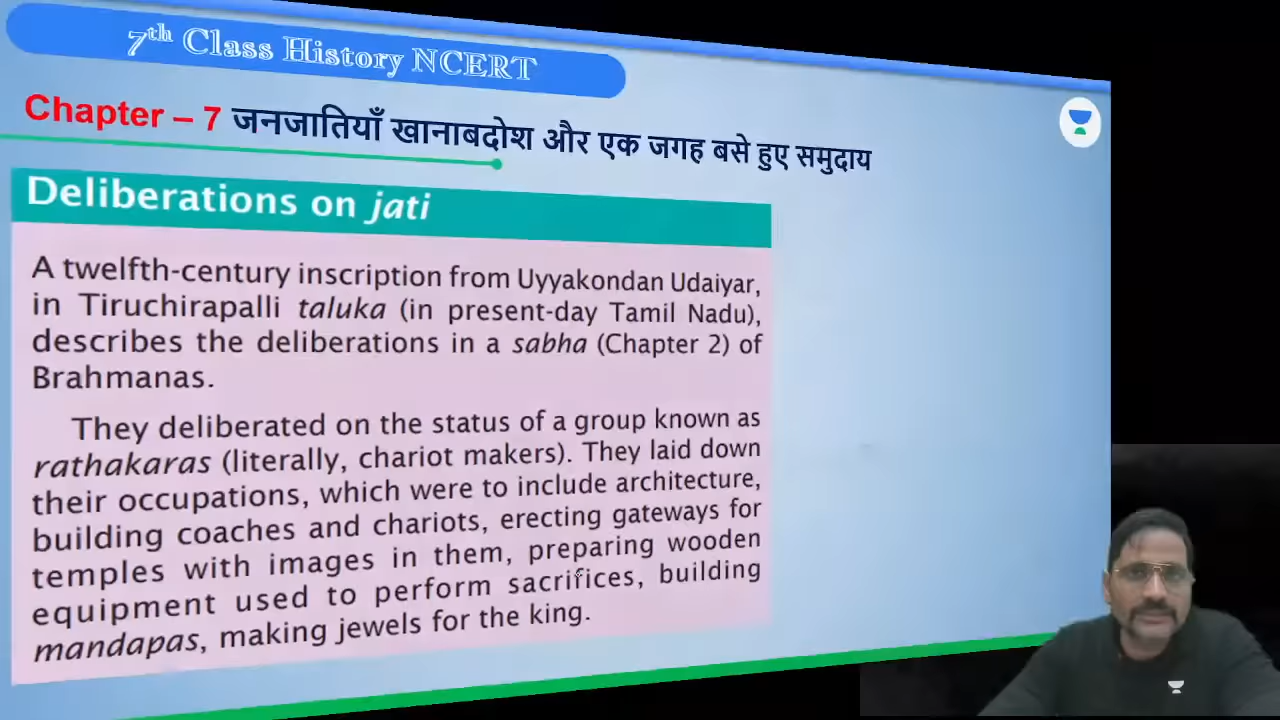 7th Class History NCERT
Chapter – 7 जनजातियाँ खानाबदोश और एक जगह बसे हुए समुदाय
Deliberations on jati
A twelfth-century inscription from Uyyakondan Udaiyar,
in Tiruchirapalli taluka (in present-day Tamil Nadu),
describes the deliberations in a sabha (Chapter 2) of
Brahmanas.
They deliberated on the status of a group known as
rathakaras (literally, chariot makers). They laid down
their occupations, which were to include architecture,
building coaches and chariots, erecting gateways for
temples with images in them, preparing wooden
equipment used to perform sacrifices, building
mandapas, making jewels for the king.